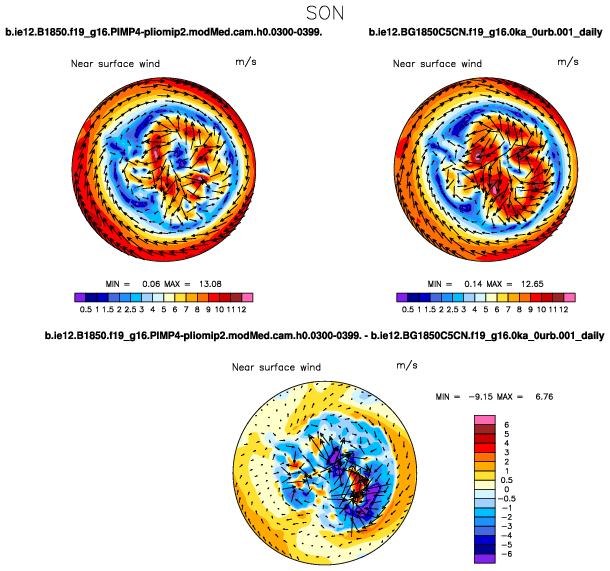 SON
b.ie12.B1850.f19_g16.PIMP4-pliomip2.modMed.cam.h0.0300-0399.
b.ie12.BG1850C5CN.f19_g16.0ka_0urb.001_daily
Near surface wind m/s
Near surface wind m/s
MIN = 0.06 MAX = 13.08
MIN = 0.14 MAX = 12.65
0.5 1 1.5 2 2.5 3 4 5 6 7 8 9 10 11 12
0.5 1 1.5 2 2.5 3 4 5 6 7 8 9 10 11 12
b.ie12.B1850.f19_g16.PIMP4-pliomip2.modMed.cam.h0.0300-0399. - b.ie12.BG1850C5CN.f19_g16.0ka_0urb.001_daily
Near surface wind m/s
MIN = -9.15 MAX = 6.76
6
5
4
3
2
1
0.5
0
-0.5
-1
-2
-3
-4
-5
-6